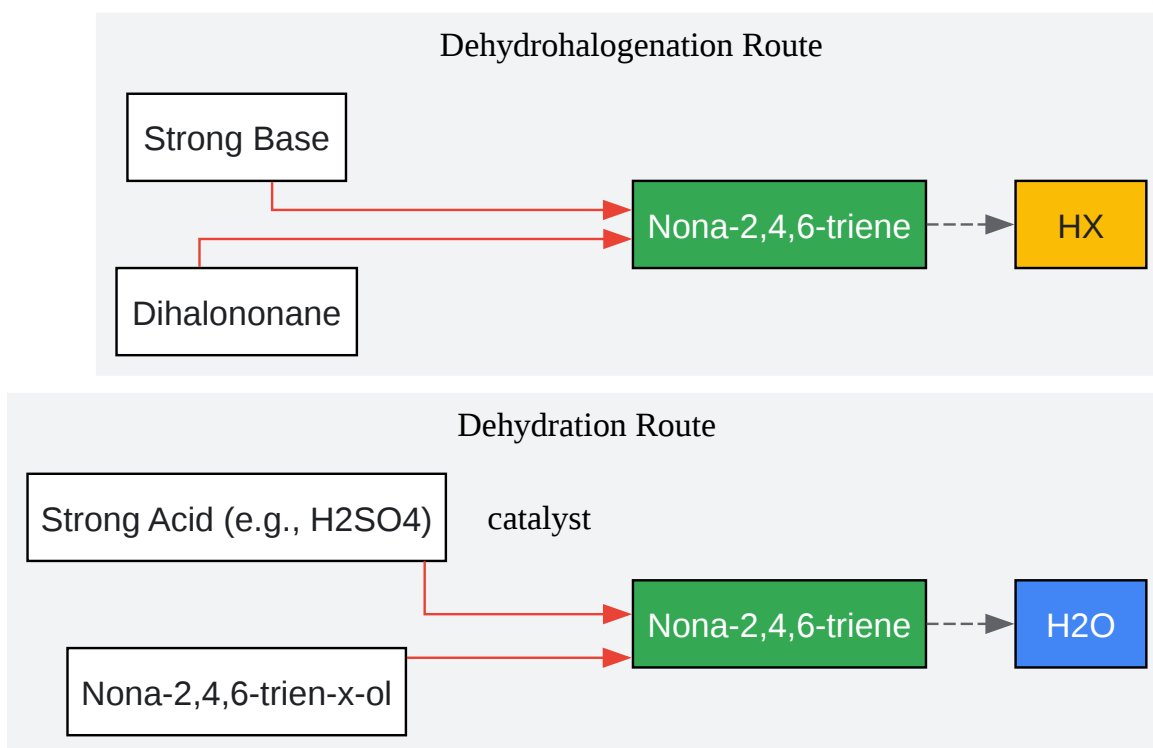 Dehydrohalogenation Route
Strong Base
Nona-2,4,6-triene
HX
Dihalononane
Dehydration Route
Strong Acid (e.g., H2SO4)
catalyst
Nona-2,4,6-triene
H2O
Nona-2,4,6-trien-x-ol